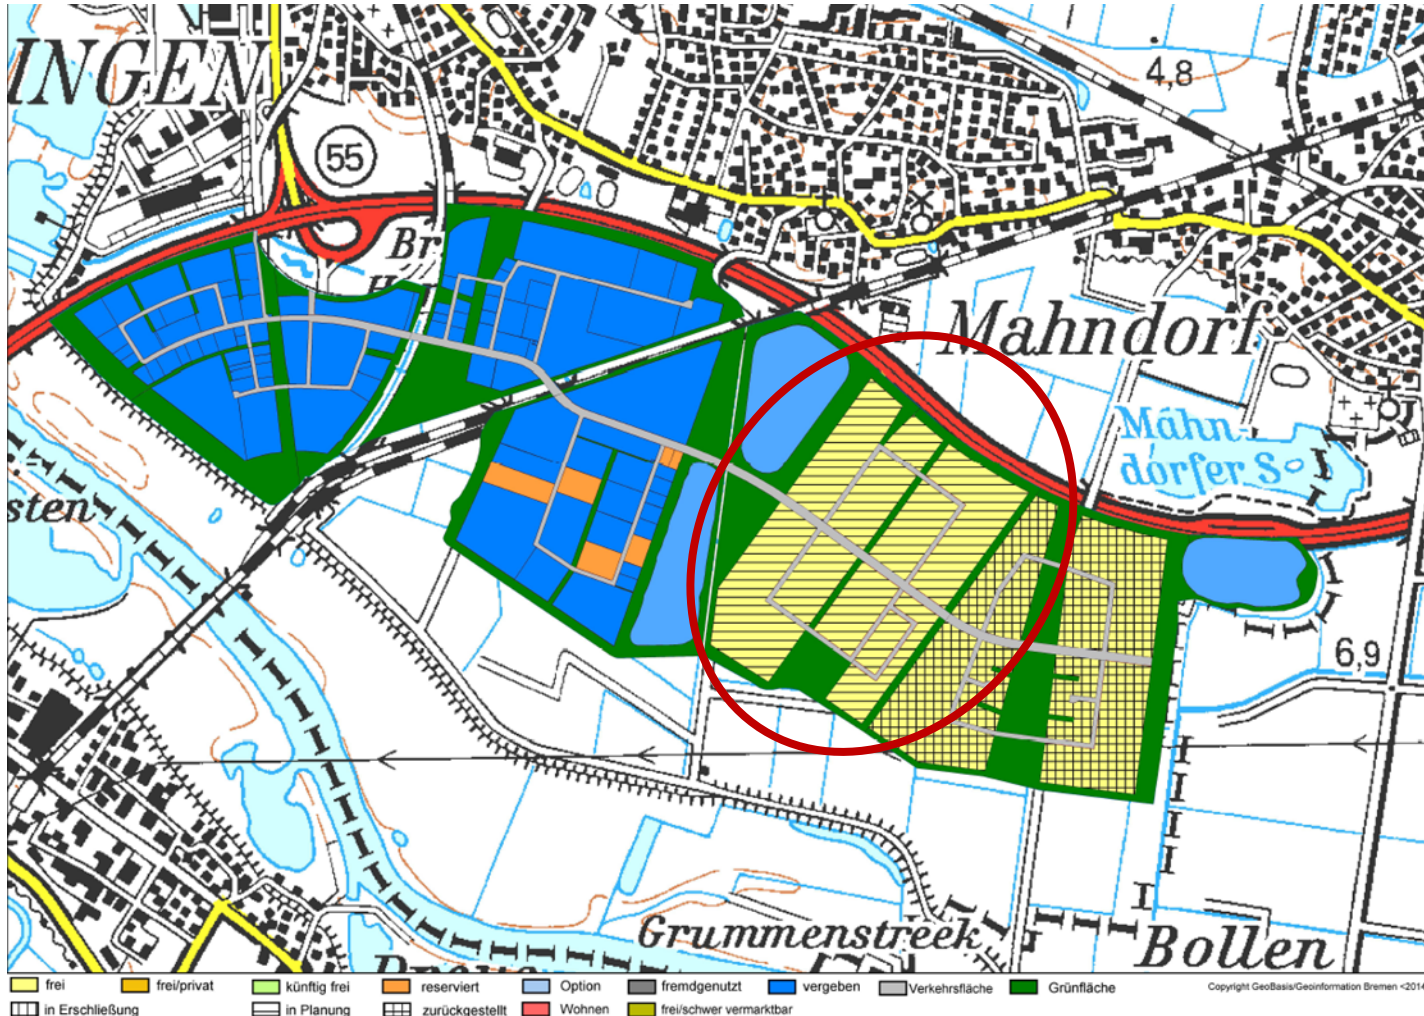 INGEN
55
4,8
Br
H
Mahndorf
Mahn-
dorfer S
sten
6,9
Grummenstreek
Bollen
frei
frei/privat
künftig frei
reserviert
Option
fremdgenutzt
vergeben
Verkehrsfläche
Grünfläche
Copyright GeoBasis/Geoinformation Bremen <2014
in Erschließung
in Planung
zurückgestellt
Wohnen
frei/schwer vermarktbar